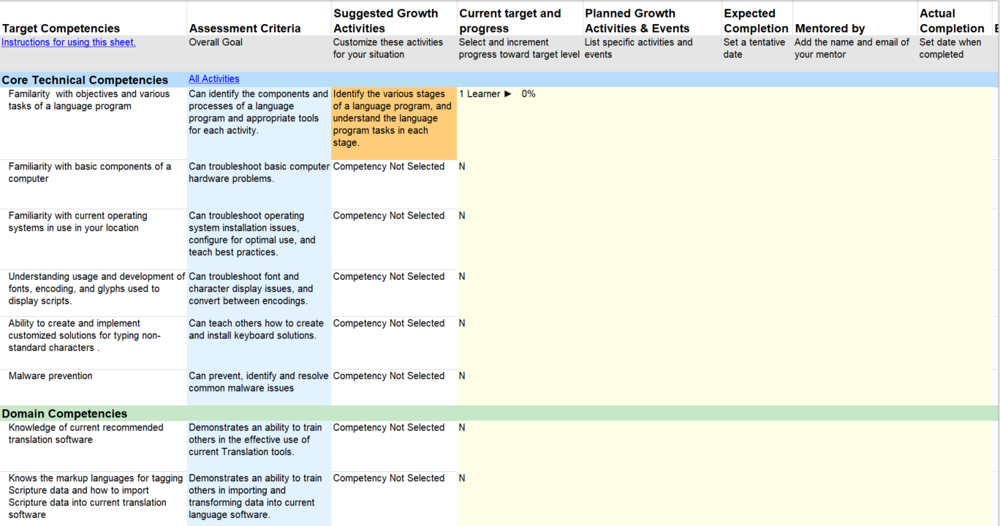 Target Competencies
Assessment Criteria
Suggested Growth
Activities
Current target and
progress
Planned Growth
Activities & Events
Expected
Completion
Mentored by
Actual
Completion
Instructions for using this sheet.
Overall Goal
Customize these activities
for your situation
Select and increment
progress toward target level
List specific activities and
events
Set a tentative
date
Add the name and email of
your mentor
Set date when
completed
Core Technical Competencies
All Activities
Familarity with objectives and various
tasks of a language program
Can identify the components and
processes of a language
program and appropriate tools
for each activity.
Identify the various stages
of a language program, and
understand the language
program tasks in each
stage.
1 Learner ► 0%
Familiarity with basic components of a
computer
Can troubleshoot basic computer
hardware problems.
Competency Not Selected
N
Familiarity with current operating
systems in use in your location
Can troubleshoot operating
system installation issues,
configure for optimal use, and
teach best practices.
Competency Not Selected
N
Understanding usage and development of
fonts, encoding, and glyphs used to
display scripts.
Can troubleshoot font and
character display issues, and
convert between encodings.
Competency Not Selected
N
Ability to create and implement
customized solutions for typing non-
standard characters .
Can teach others how to create
and install keyboard solutions.
Competency Not Selected
N
Malware prevention
Can prevent, identify and resolve
common malware issues
Competency Not Selected
N
Domain Competencies
Knowledge of current recommended
translation software
Demonstrates an ability to train
others in the effective use of
current Translation tools.
Competency Not Selected
N
Knows the markup languages for tagging
Scripture data and how to import
Scripture data into current translation
software
Demonstrates an ability to train
others in importing and
transforming data into current
language software.
Competency Not Selected
N